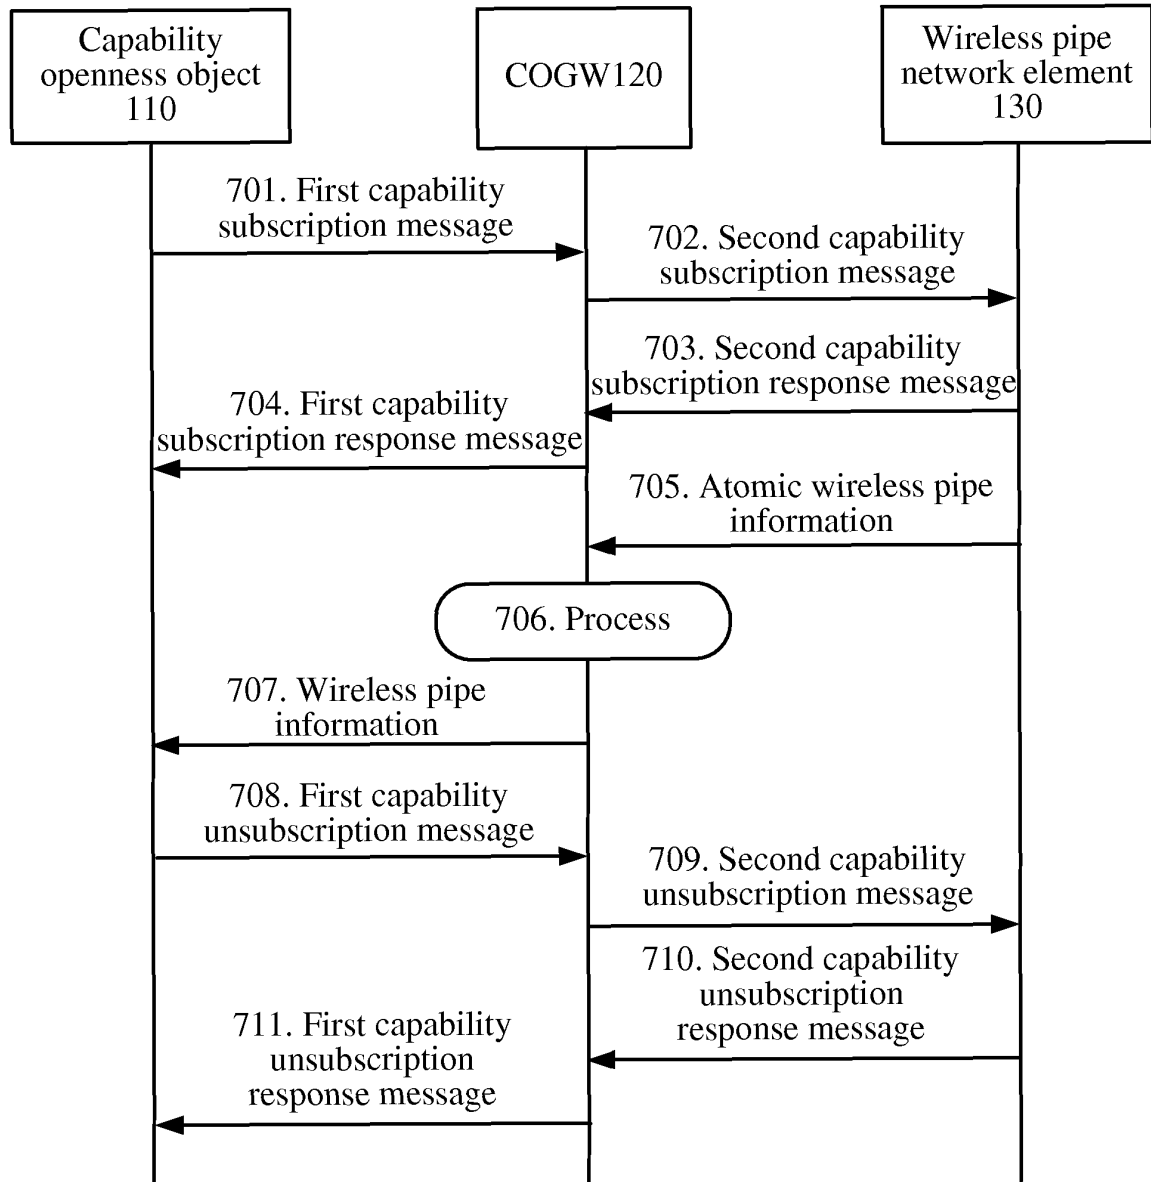 Capability
openness object
110
COGW120
Wireless pipe
network element
130
701. First capability
subscription message
702. Second capability
subscription message
703. Second capability
subscription response message
704. First capability
subscription response message
705. Atomic wireless pipe
information
706. Process
707. Wireless pipe
information
708. First capability
unsubscription message
709. Second capability
unsubscription message
710. Second capability
unsubscription
response message
711. First capability
unsubscription
response message